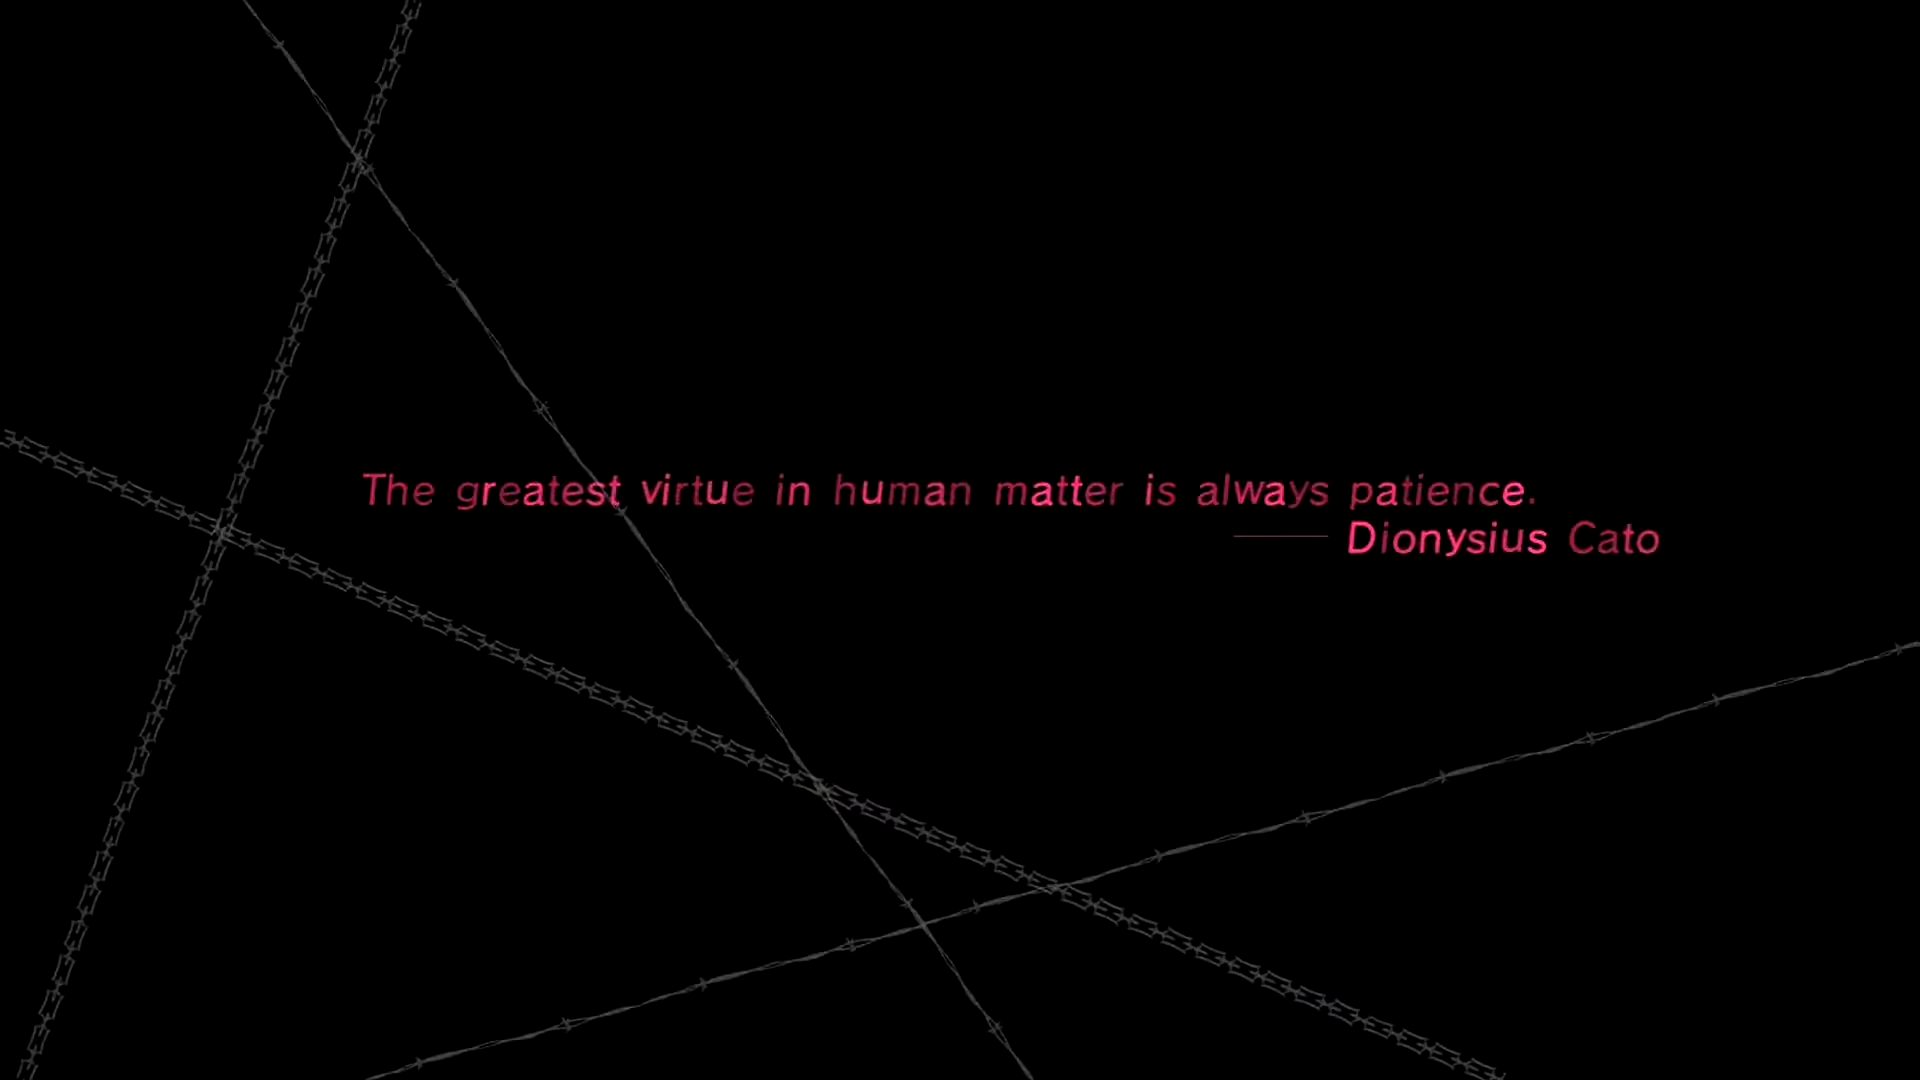 The greatest virtue in human matter is always patience.
—— Dionysius Cato